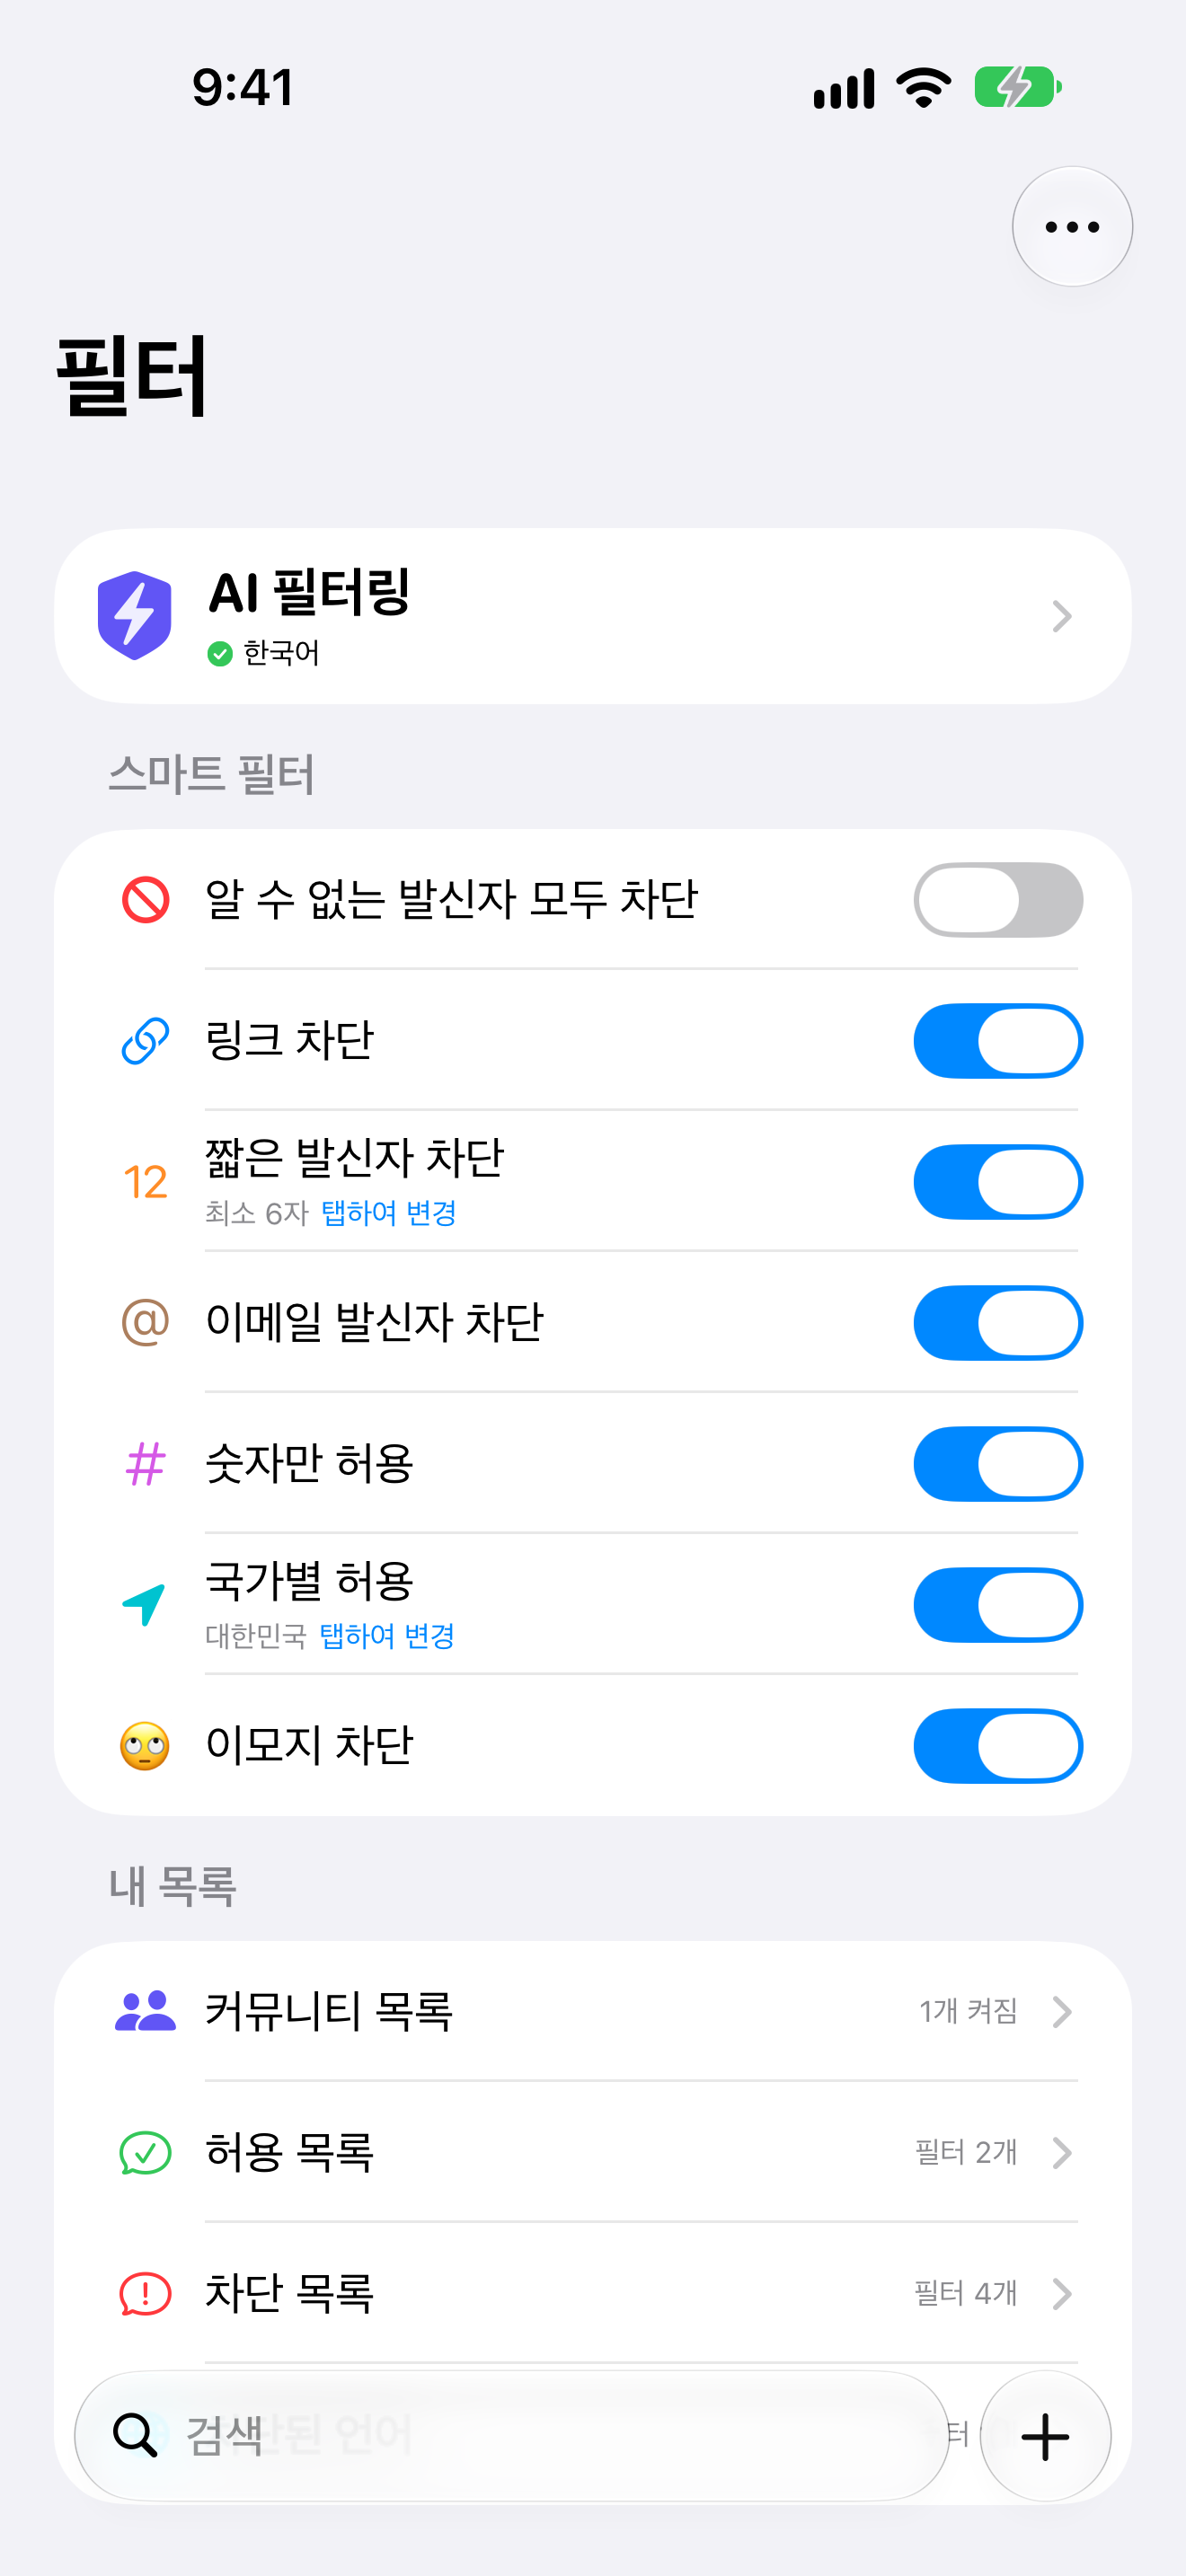 9:41
필터
AI 필터링
한국어
스마트 필터
알 수 없는 발신자 모두 차단
링크 차단
12
짧은 발신자 차단
최소 6자 탭하여 변경
@
이메일 발신자 차단
#
숫자만 허용
국가별 허용
대한민국 탭하여 변경
이모지 차단
내 목록
커뮤니티 목록
1개 켜짐
허용 목록
필터 2개
차단 목록
필터 4개
검색
언어